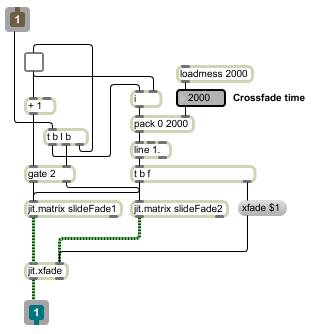 1
loadmess 2000
2000
Crossfade time
+ 1
i
pack 0 2000
t b l b
line 1.
gate 2
t b f
jit.matrix slideFade1
jit.matrix slideFade2
xfade $1
jit.xfade
1